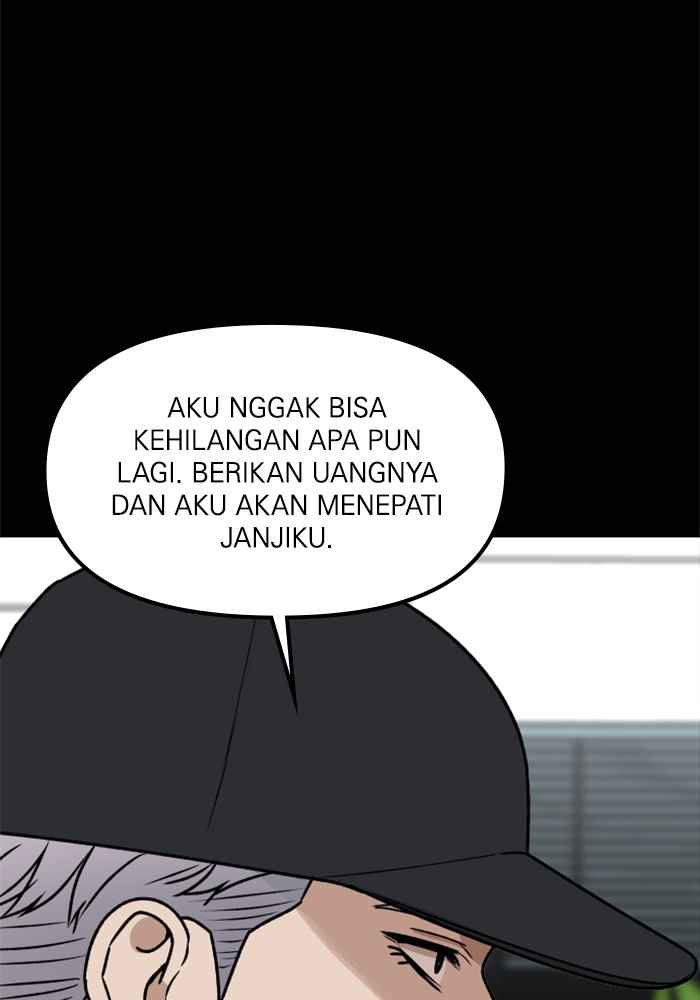 AKU NGGAK BISA
KEHILANGAN APA PUN
LAGI. BERIKAN UANGNYA
DAN AKU AKAN MENEPATI
JANJIKU.